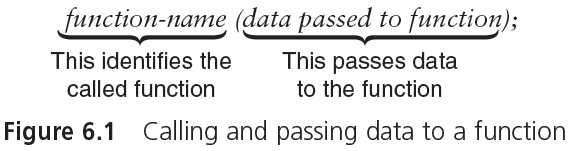 function-name (data passed to function);
This identifies the This passes data
called function to the function
Figure 6.1 Calling and passing data to a function